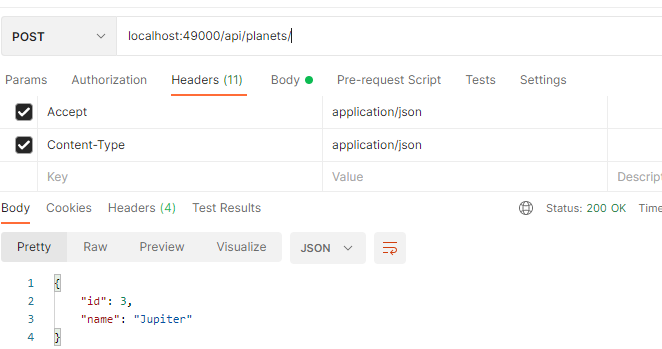 POST localhost:49000/api/planets/
Params Authorization Headers (11) Body Pre-request Script Tests Settings
Accept application/json
Content-Type application/json
Key Value Descript
Body Cookies Headers (4) Test Results Status: 200 OK Time
Pretty Raw Preview Visualize JSON
1 {
2 "id": 3,
3 "name": "Jupiter"
4 }